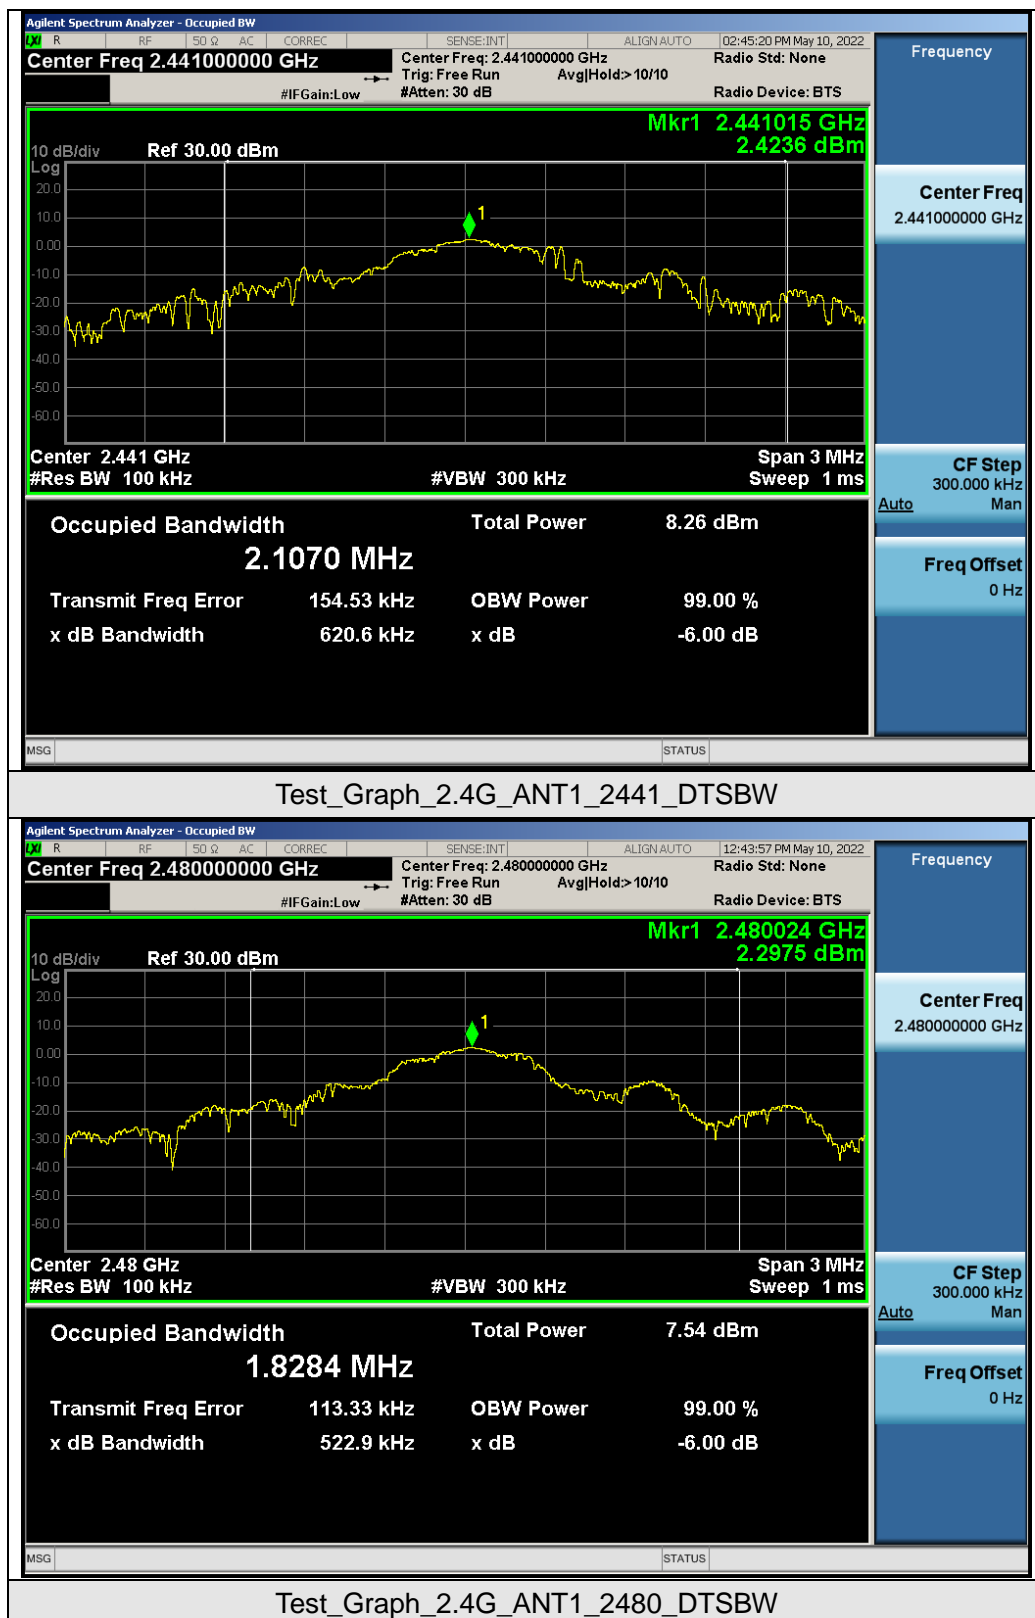 Agilent Spectrum Analyzer - Occupied BW
LXI R RF 50 Ω AC CORREC SENSE:INT ALIGN AUTO 02:45:20 PM May 10, 2022
Center Freq 2.441000000 GHz
Center Freq: 2.441000000 GHz
Radio Std: None
Trig: Free Run Avg|Hold:> 10/10
#IFGain:Low #Atten: 30 dB Radio Device: BTS
Frequency
Mkr1 2.441015 GHz
2.4236 dBm
10 dB/div Ref 30.00 dBm
Log
20.0
10.0
0.00
-10.0
-20.0
-30.0
-40.0
-50.0
-60.0
1
Center Freq
2.441000000 GHz
Center 2.441 GHz Span 3 MHz
#Res BW 100 kHz #VBW 300 kHz Sweep 1 ms
CF Step
300.000 kHz
Auto Man
Occupied Bandwidth Total Power 8.26 dBm
2.1070 MHz
Freq Offset
0 Hz
Transmit Freq Error 154.53 kHz OBW Power 99.00 %
x dB Bandwidth 620.6 kHz x dB -6.00 dB
MSG STATUS
Test_Graph_2.4G_ANT1_2441_DTSBW
Agilent Spectrum Analyzer - Occupied BW
LXI R RF 50 Ω AC CORREC SENSE:INT ALIGN AUTO 12:43:57 PM May 10, 2022
Center Freq 2.480000000 GHz
Center Freq: 2.480000000 GHz
Radio Std: None
Trig: Free Run Avg|Hold:> 10/10
#IFGain:Low #Atten: 30 dB Radio Device: BTS
Frequency
Mkr1 2.480024 GHz
2.2975 dBm
10 dB/div Ref 30.00 dBm
Log
20.0
10.0
0.00
-10.0
-20.0
-30.0
-40.0
-50.0
-60.0
1
Center Freq
2.480000000 GHz
Center 2.48 GHz Span 3 MHz
#Res BW 100 kHz #VBW 300 kHz Sweep 1 ms
CF Step
300.000 kHz
Auto Man
Occupied Bandwidth Total Power 7.54 dBm
1.8284 MHz
Freq Offset
0 Hz
Transmit Freq Error 113.33 kHz OBW Power 99.00 %
x dB Bandwidth 522.9 kHz x dB -6.00 dB
MSG STATUS
Test_Graph_2.4G_ANT1_2480_DTSBW